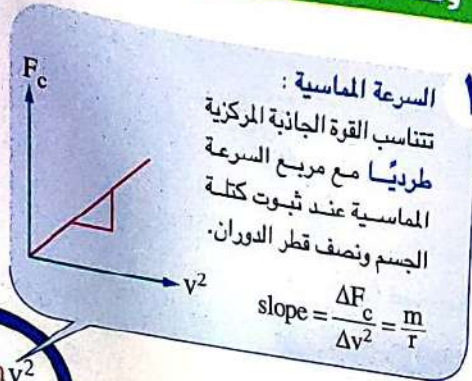 السرعة المماسية :
تتناسب القوة الجاذبة المركزية
طرديًا مع مربع السرعة
المماسية عند ثبوت كتلة
الجسم ونصف قطر الدوران.
slope = ΔF_c / Δv² = m / r
F_c
v²
v²